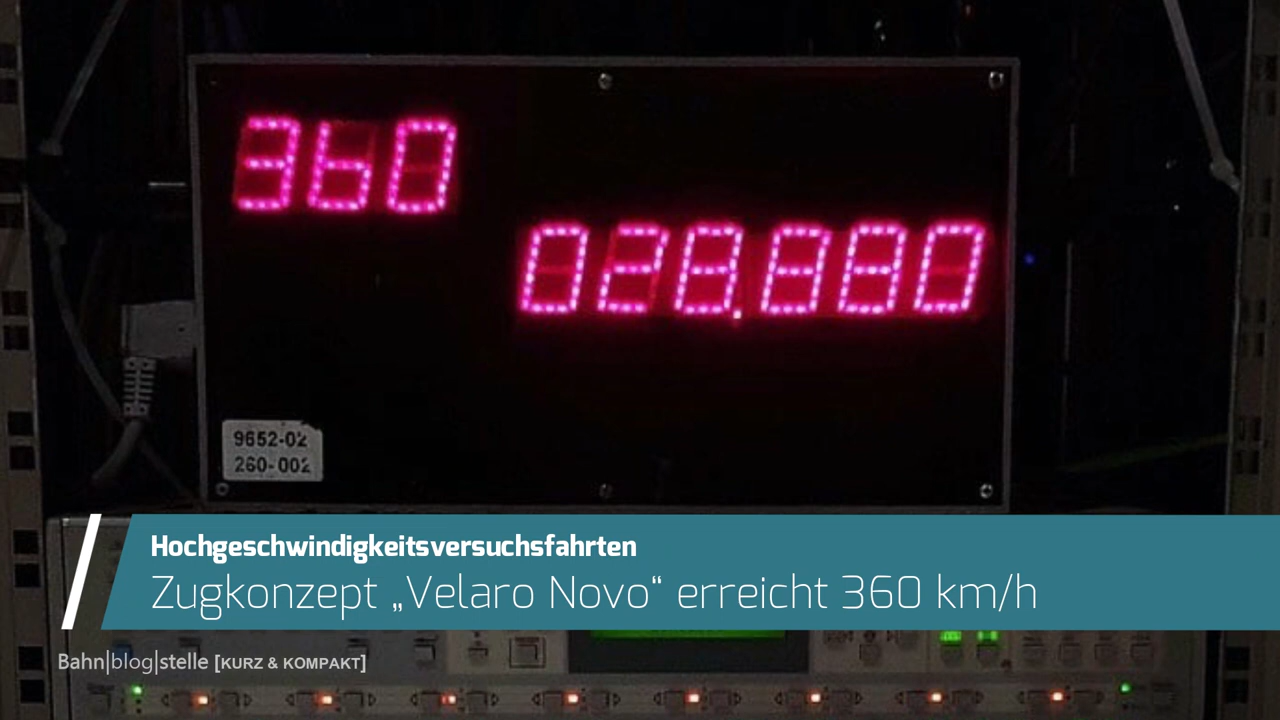 360
028.880
9652-02
260-002
Hochgeschwindigkeitsversuchsfahrten
Zugkonzept „Velaro Novo“ erreicht 360 km/h
Bahn|blog|stelle [KURZ & KOMPAKT]